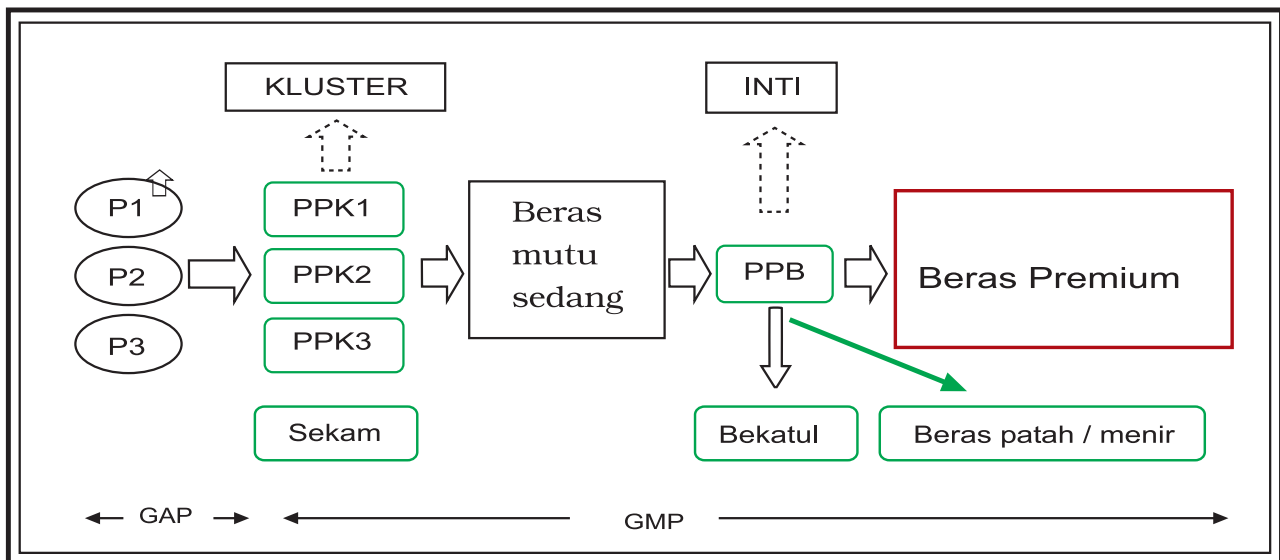 KLUSTER
INTI
P1
P2
P3
PPK1
PPK2
PPK3
Sekam
Beras
mutu
sedang
PPB
Beras Premium
Bekatul
Beras patah / menir
GAP
GMP